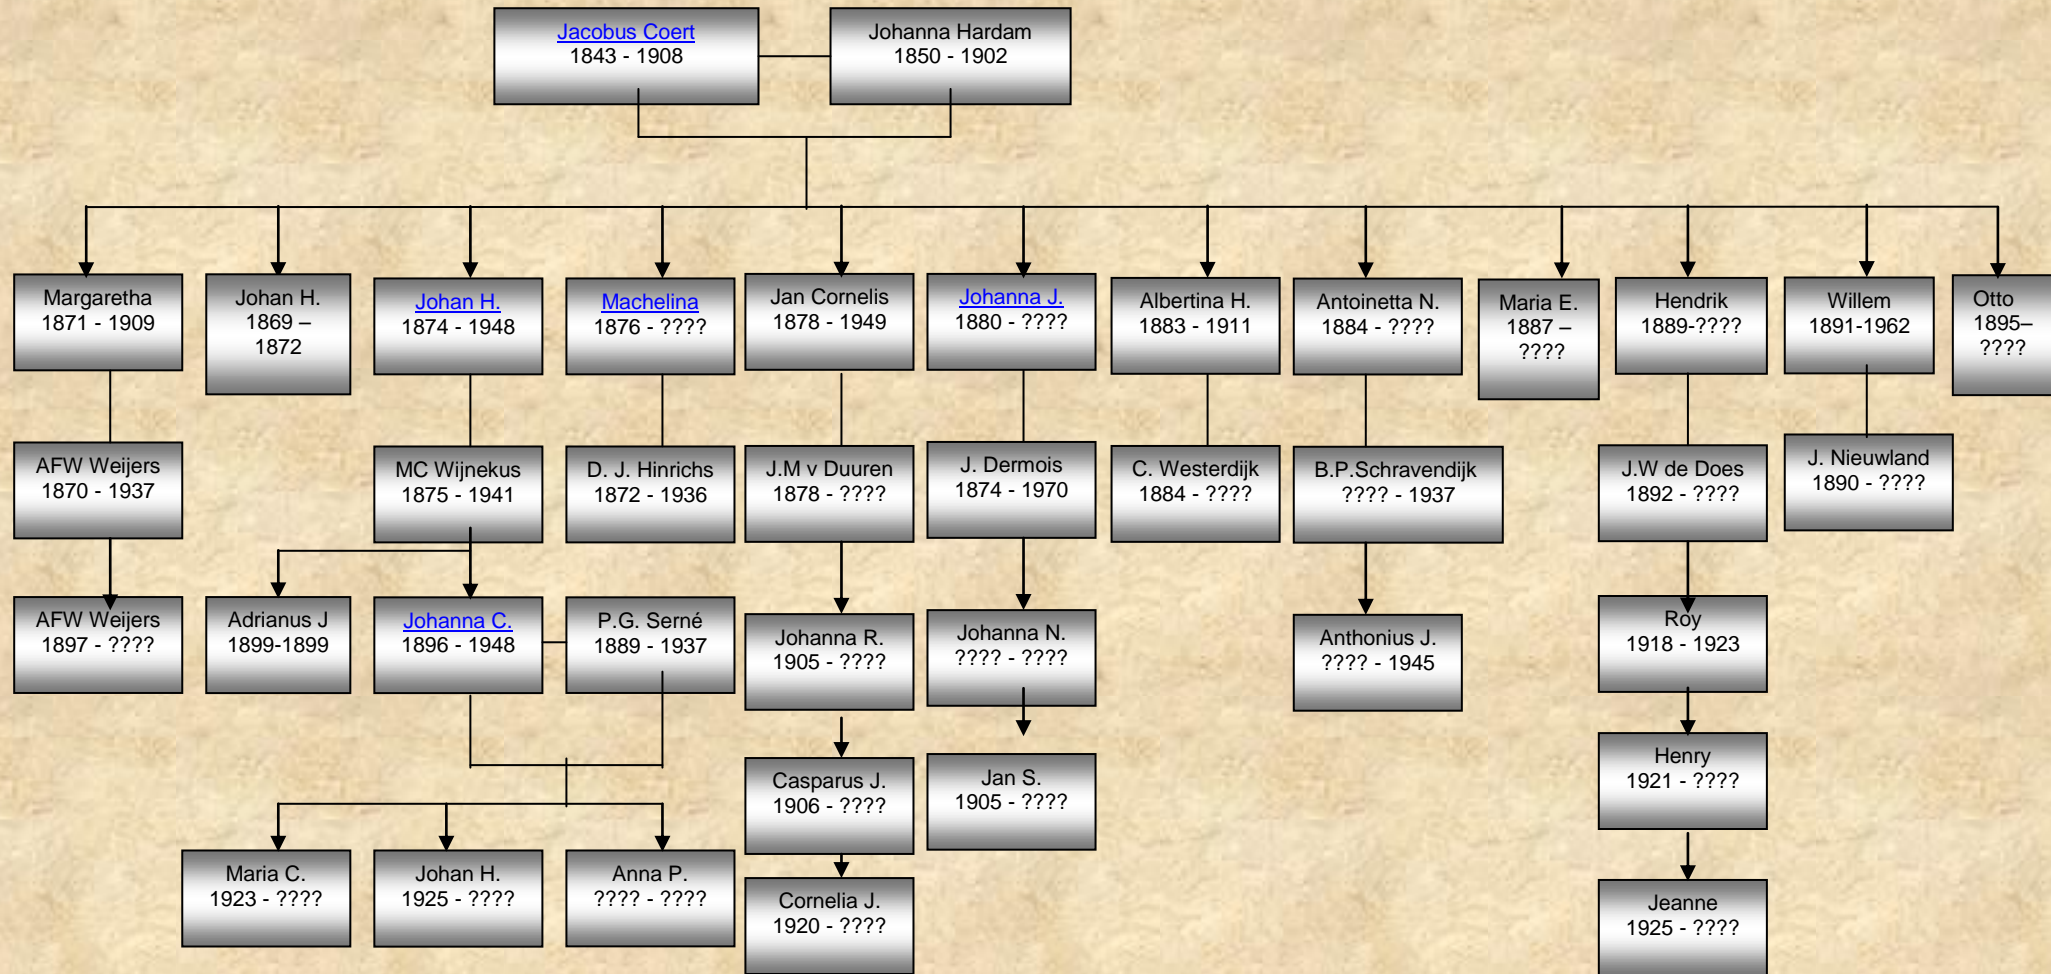 Jacobus Coert
1843 - 1908
Johanna Hardam
1850 - 1902
Margaretha
1871 - 1909
Johan H.
1869 –
1872
Johan H.
1874 - 1948
Machelina
1876 - ????
Jan Cornelis
1878 - 1949
Johanna J.
1880 - ????
Albertina H.
1883 - 1911
Antoinetta N.
1884 - ????
Maria E.
1887 –
????
Hendrik
1889-????
Willem
1891-1962
Otto
1895–
????
AFW Weijers
1870 - 1937
MC Wijnekus
1875 - 1941
D. J. Hinrichs
1872 - 1936
J.M v Duuren
1878 - ????
J. Dermois
1874 - 1970
C. Westerdijk
1884 - ????
B.P.Schravendijk
???? - 1937
J.W de Does
1892 - ????
J. Nieuwland
1890 - ????
AFW Weijers
1897 - ????
Adrianus J
1899-1899
Johanna C.
1896 - 1948
P.G. Serné
1889 - 1937
Johanna R.
1905 - ????
Johanna N.
???? - ????
Anthonius J.
???? - 1945
Roy
1918 - 1923
Casparus J.
1906 - ????
Jan S.
1905 - ????
Henry
1921 - ????
Maria C.
1923 - ????
Johan H.
1925 - ????
Anna P.
???? - ????
Cornelia J.
1920 - ????
Jeanne
1925 - ????